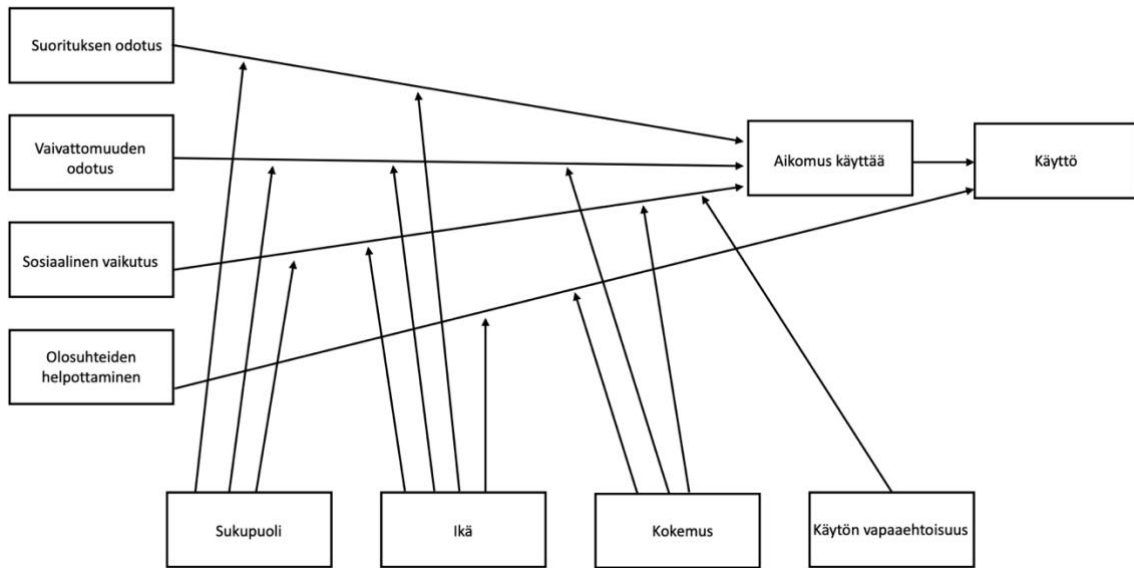 Suorituksen odotus
Vaivattomuuden
odotus
Aikomus käyttää
Käyttö
Sosiaalinen vaikutus
Olosuhteiden
helpottaminen
Sukupuoli
Ikä
Kokemus
Käytön vapaaehtoisuus